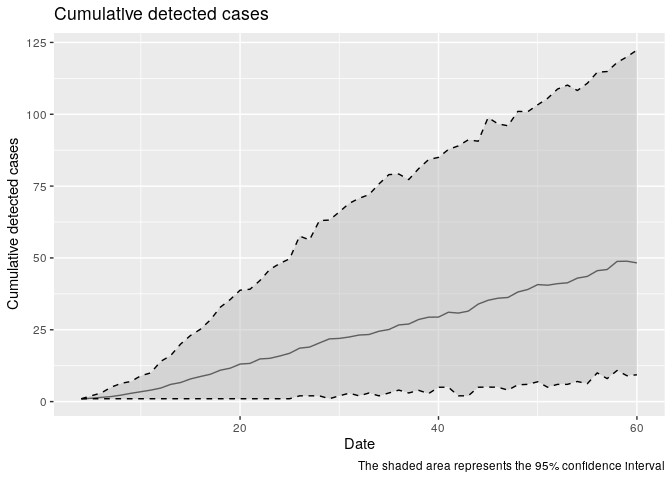 Cumulative detected cases
Cumulative detected cases
125
100
75
50
25
0
20
40
60
Date
The shaded area represents the 95% confidence interval